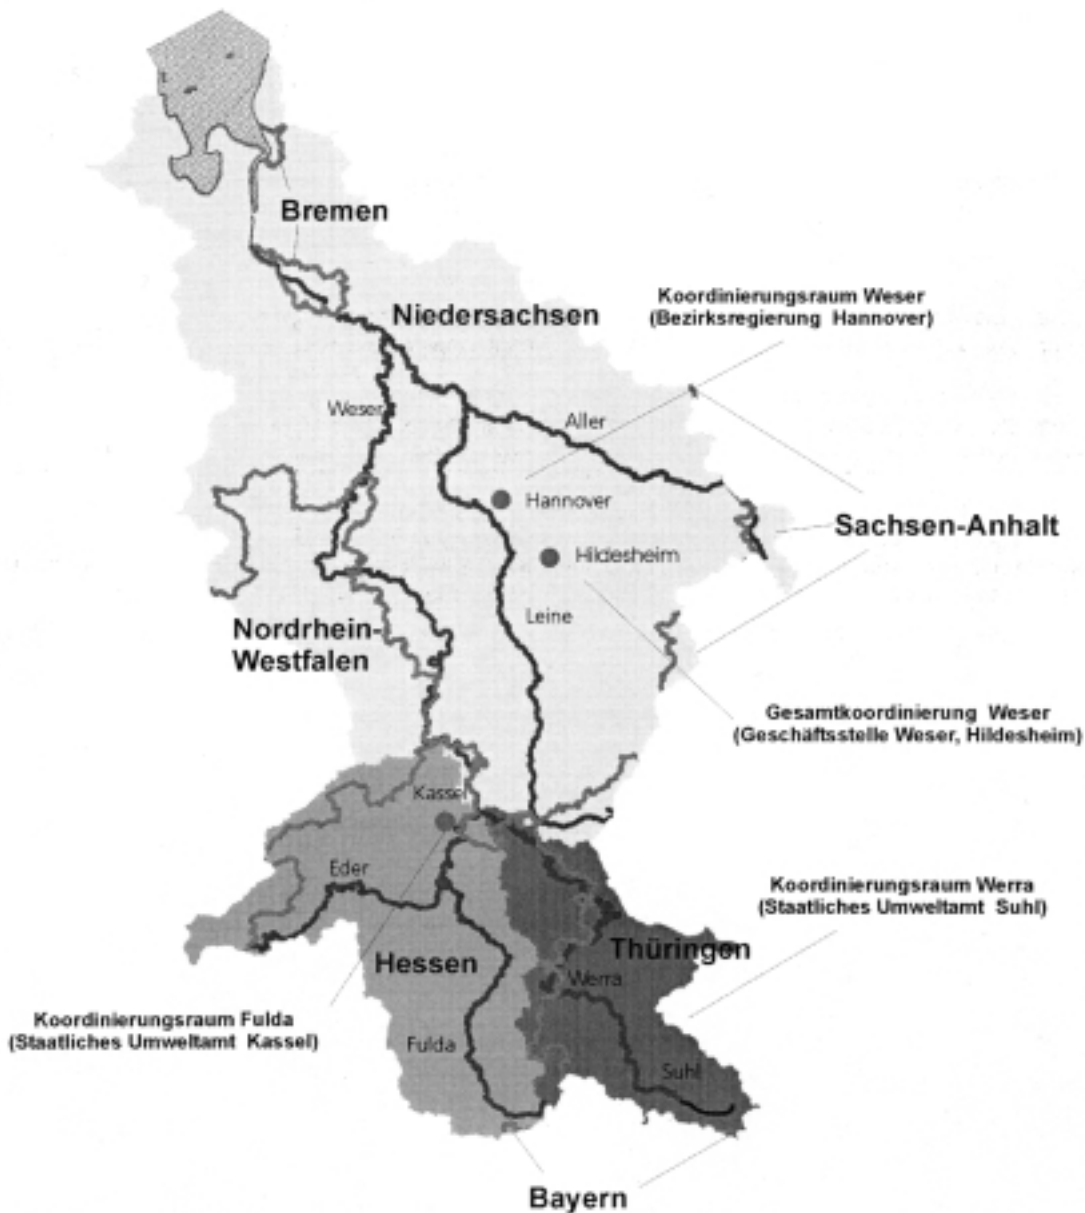 Bremen
Niedersachsen
Koordinierungsraum Weser
(Bezirksregierung Hannover)
Weser
Aller
Hannover
Sachsen-Anhalt
Hildesheim
Leine
Nordrhein-
Westfalen
Gesamtkoordinierung Weser
(Geschäftsstelle Weser, Hildesheim)
Kassel
Eder
Koordinierungsraum Werra
(Staatliches Umweltamt Suhl)
Thüringen
Hessen
Werra
Koordinierungsraum Fulda
(Staatliches Umweltamt Kassel)
Fulda
Suhl
Bayern